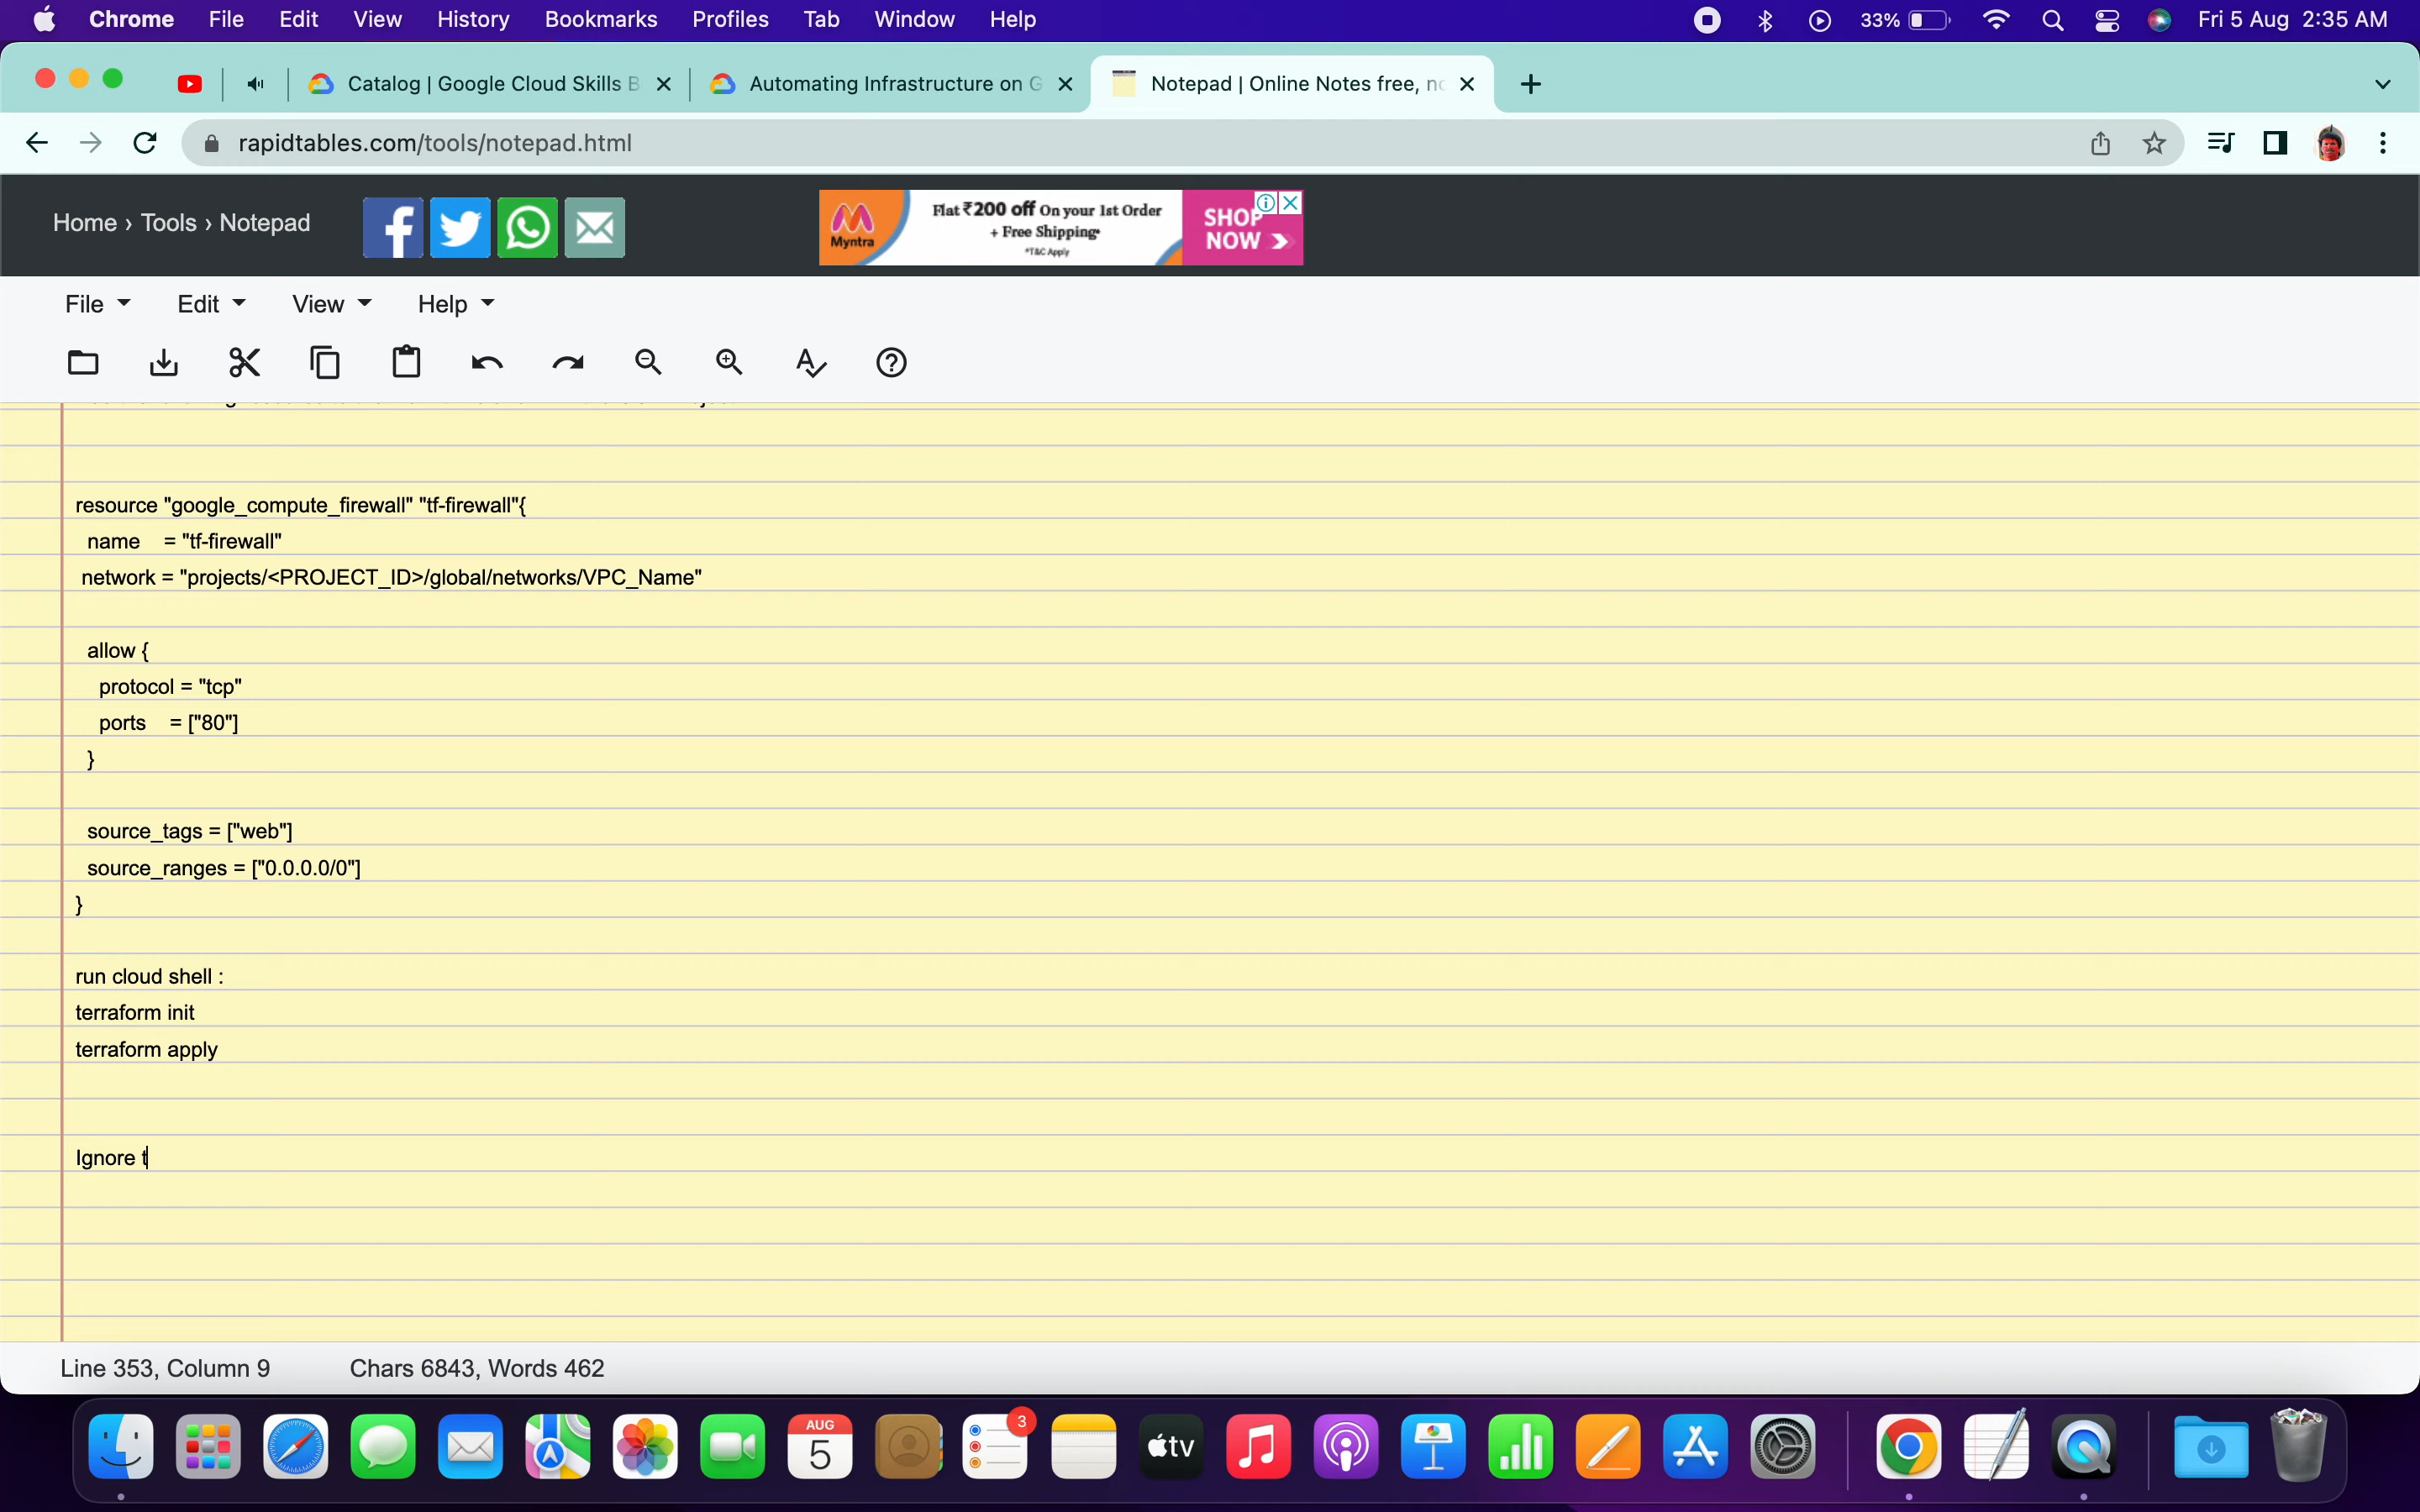 Chrome File Edit View History Bookmarks Profiles Tab Window Help 33% Fri 5 Aug 2:35 AM
Catalog | Google Cloud Skills B Automating Infrastructure on G Notepad | Online Notes free, no
rapidtables.com/tools/notepad.html
Home › Tools › Notepad
Myntra
Flat ₹200 off On your 1st Order
+ Free Shipping*
*T&C Apply
SHOP
NOW
File Edit View Help
resource "google_compute_firewall" "tf-firewall"{
name = "tf-firewall"
network = "projects/<PROJECT_ID>/global/networks/VPC_Name"
allow {
protocol = "tcp"
ports = ["80"]
}
source_tags = ["web"]
source_ranges = ["0.0.0.0/0"]
}
run cloud shell :
terraform init
terraform apply
Ignore t
Line 353, Column 9 Chars 6843, Words 462
AUG
5
3
tv